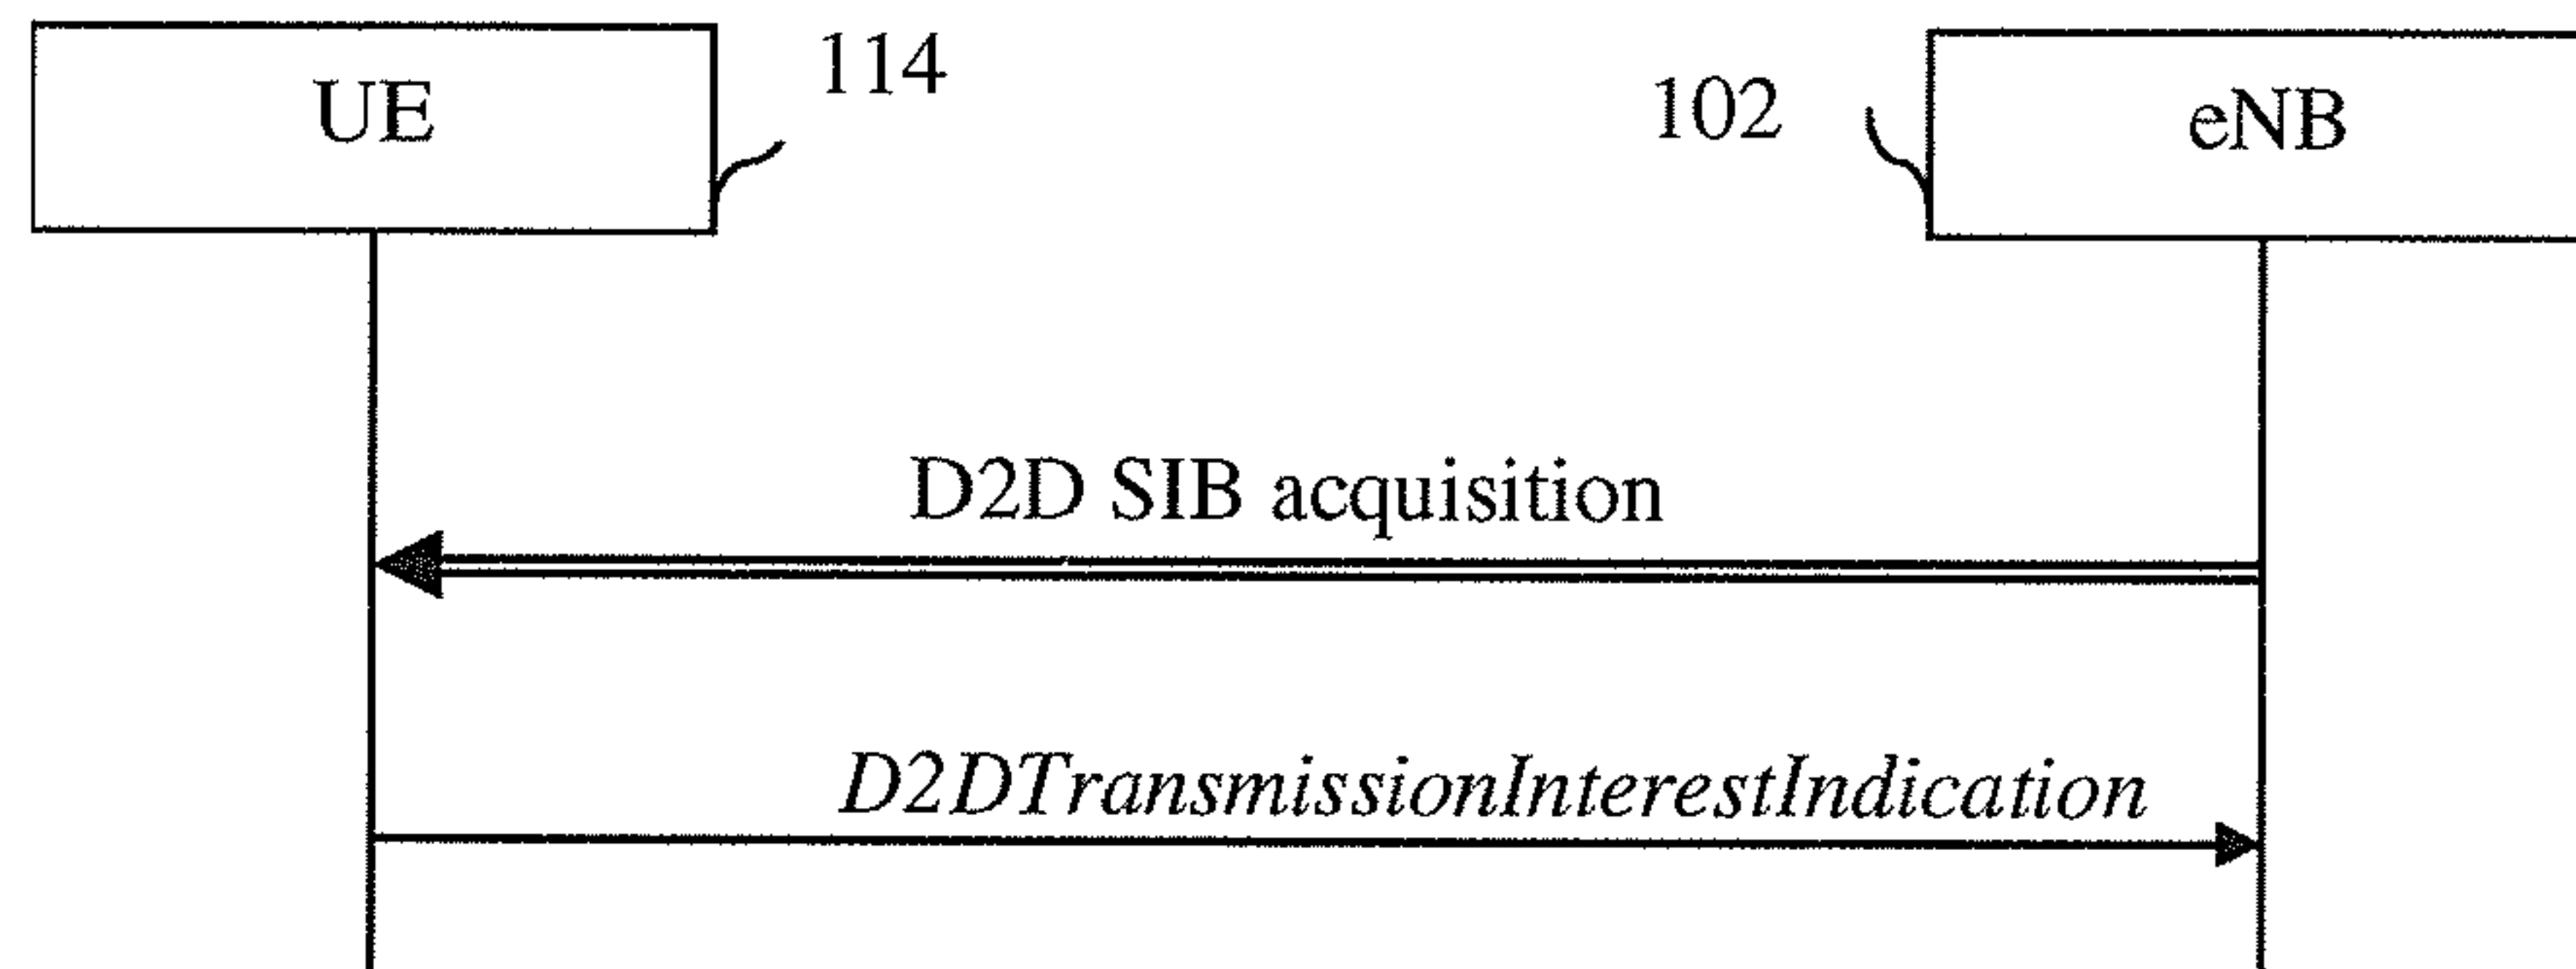 UE
114
102
eNB
D2D SIB acquisition
D2DTransmissionInterestIndication